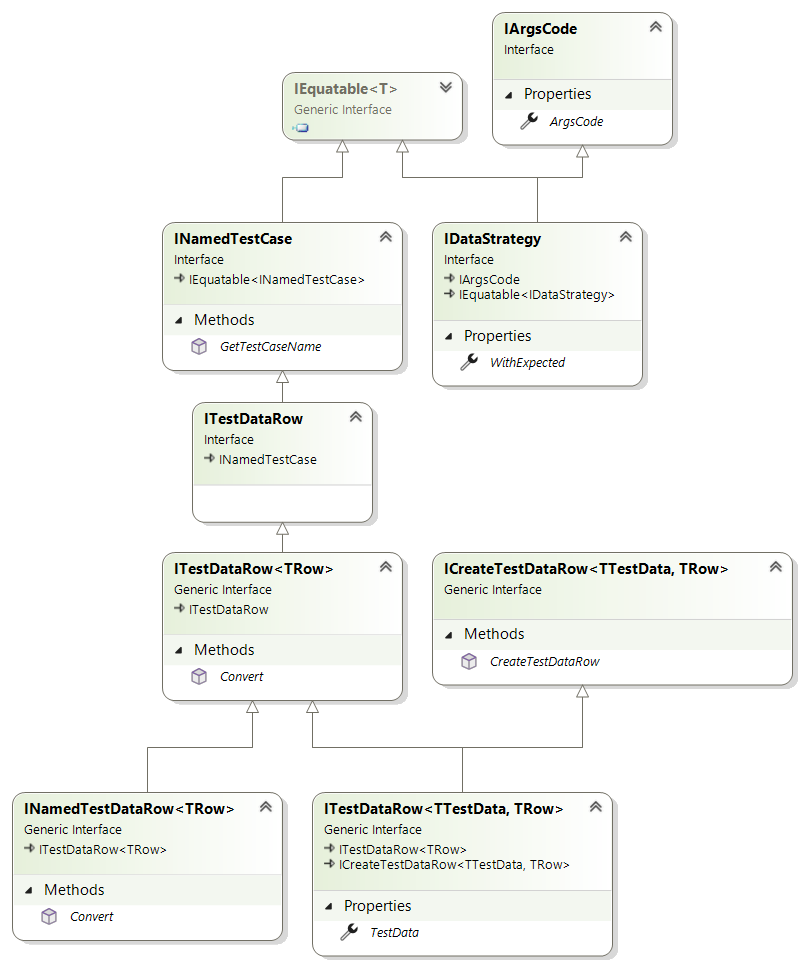 IArgsCode
Interface
Properties
ArgsCode
IEquatable<T>
Generic Interface
INamedTestCase
Interface
IEquatable<INamedTestCase>
Methods
GetTestCaseName
IDataStrategy
Interface
IArgsCode
IEquatable<IDataStrategy>
Properties
WithExpected
ITestDataRow
Interface
INamedTestCase
ITestDataRow<TRow>
Generic Interface
ITestDataRow
Methods
Convert
ICreateTestDataRow<TTestData, TRow>
Generic Interface
Methods
CreateTestDataRow
INamedTestDataRow<TRow>
Generic Interface
ITestDataRow<TRow>
Methods
Convert
ITestDataRow<TTestData, TRow>
Generic Interface
ITestDataRow<TRow>
ICreateTestDataRow<TTestData, TRow>
Properties
TestData